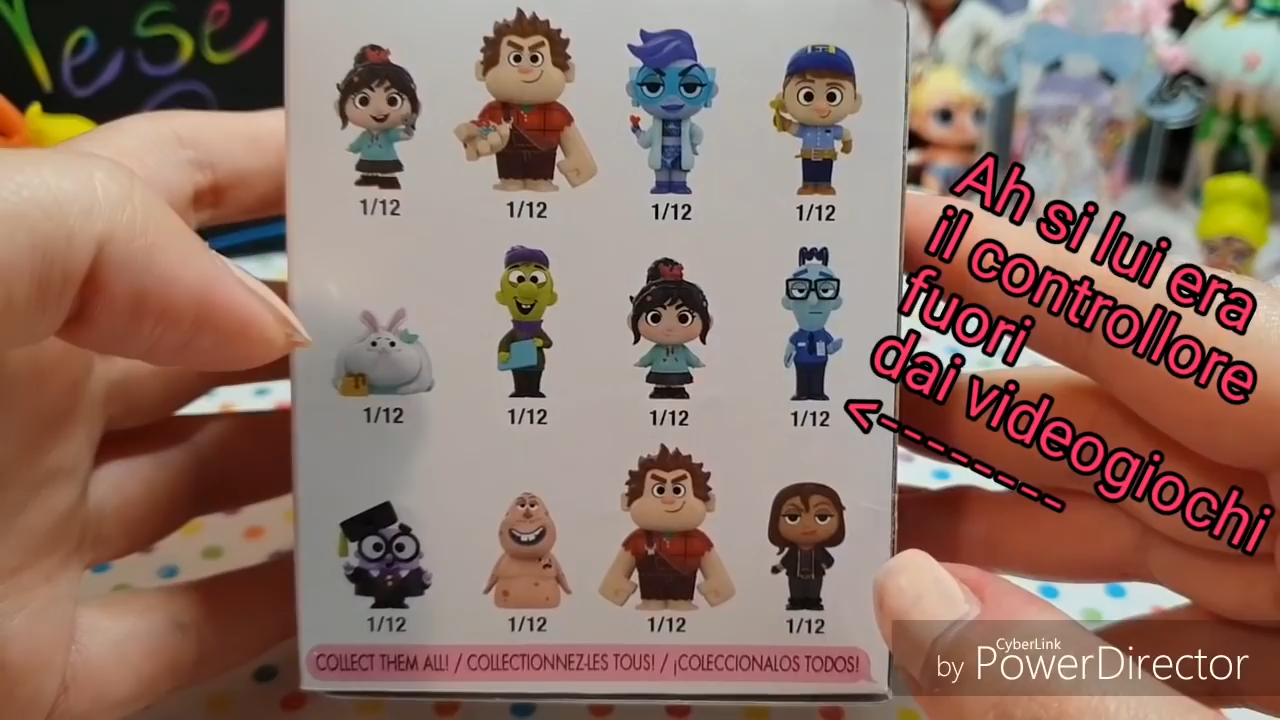 Yese
1/12
1/12
1/12
1/12
Ah si lui era
il controllore
fuori
dai videogiochi
<--------
1/12
1/12
1/12
1/12
1/12
1/12
1/12
1/12
COLLECT THEM ALL! / COLLECTIONNEZ-LES TOUS! / ¡COLECCIONALOS TODOS!
CyberLink
by PowerDirector